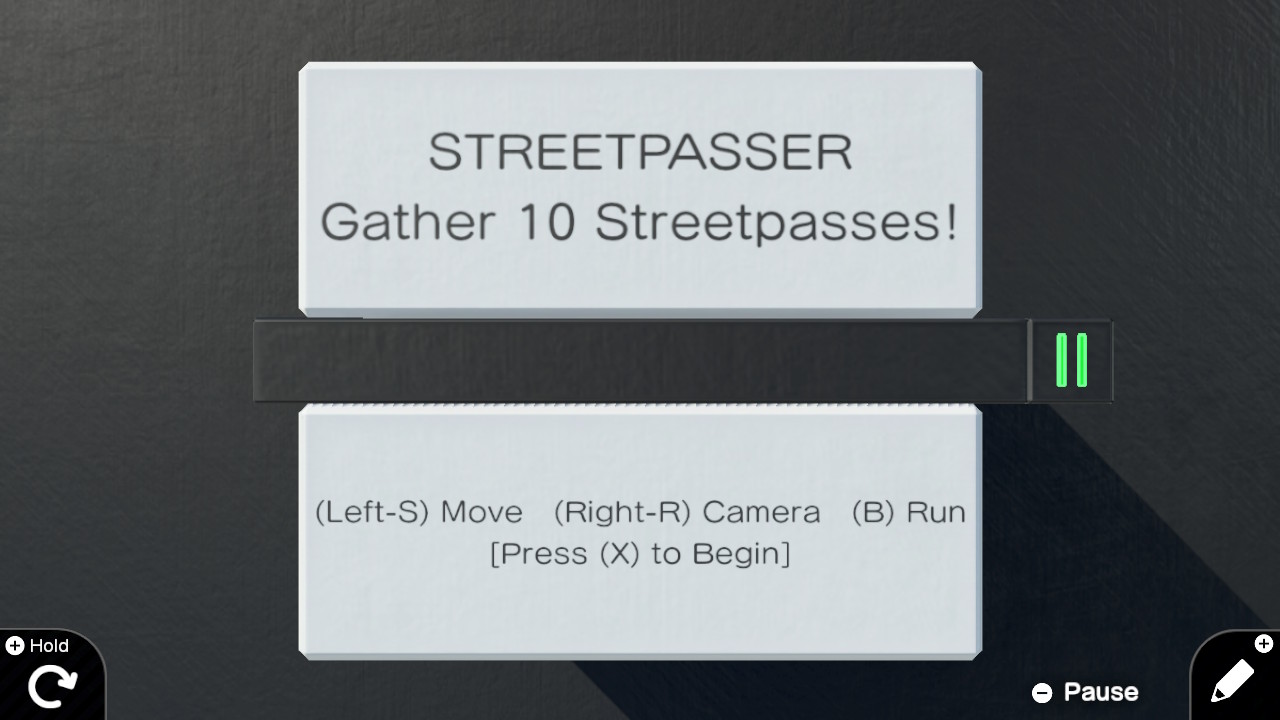 STREETPASSER
Gather 10 Streetpasses!
(Left-S) Move (Right-R) Camera (B) Run
[Press (X) to Begin]
Hold
Pause